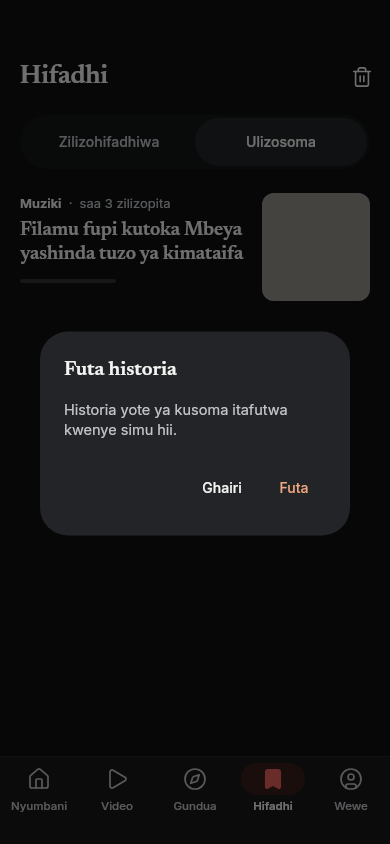 Hifadhi
Zilizohifadhiwa
Ulizosoma
Muziki · saa 3 zilizopita
Filamu fupi kutoka Mbeya
yashinda tuzo ya kimataifa
Futa historia
Historia yote ya kusoma itafutwa
kwenye simu hii.
Ghairi
Futa
Nyumbani
Video
Gundua
Hifadhi
Wewe